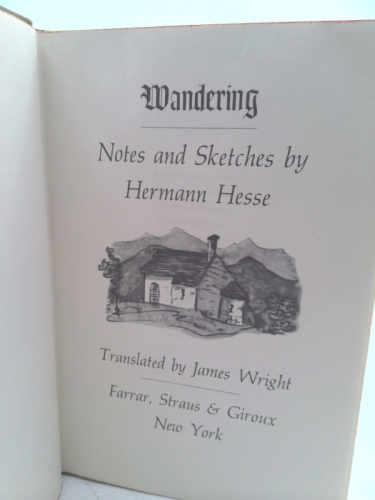 Wandering
Notes and Sketches by
Hermann Hesse
Translated by James Wright
Farrar, Straus & Giroux
New York